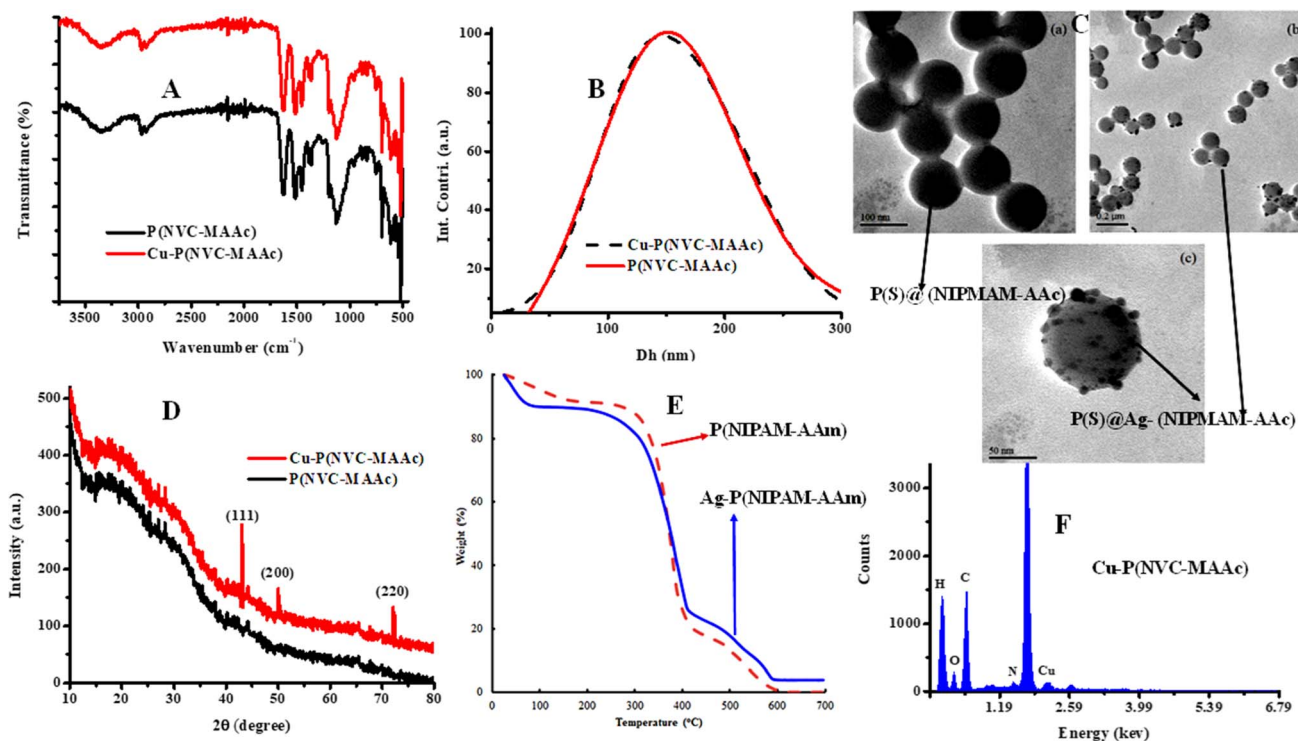 A
Transmittance (%)
P(NVC-MAAc)
Cu-P(NVC-MAAc)
3500 3000 2500 2000 1500 1000 500
Wavenumber (cm⁻¹)
B
Int. Contri. (a.u.)
100
80
60
40
20
Cu-P(NVC-MAAc)
P(NVC-MAAc)
0 100 200 300
Dh (nm)
C
(a)
100 nm
(b)
0.2 µm
P(S)@ (NIPMAM-AAc)
(c)
50 nm
P(S)@Ag- (NIPMAM-AAc)
D
Intensity (a.u.)
500
400
300
200
100
0
Cu-P(NVC-MAAc)
P(NVC-MAAc)
(111)
(200)
(220)
10 20 30 40 50 60 70 80
2θ (degree)
E
Weight (%)
100
80
60
40
20
0
P(NIPAM-AAm)
Ag-P(NIPAM-AAm)
0 100 200 300 400 500 600 700
Temperature (°C)
F
Cu-P(NVC-MAAc)
Counts
3000
2000
1000
0
H
C
O
N
Cu
1.19 2.59 3.99 5.39 6.79
Energy (kev)